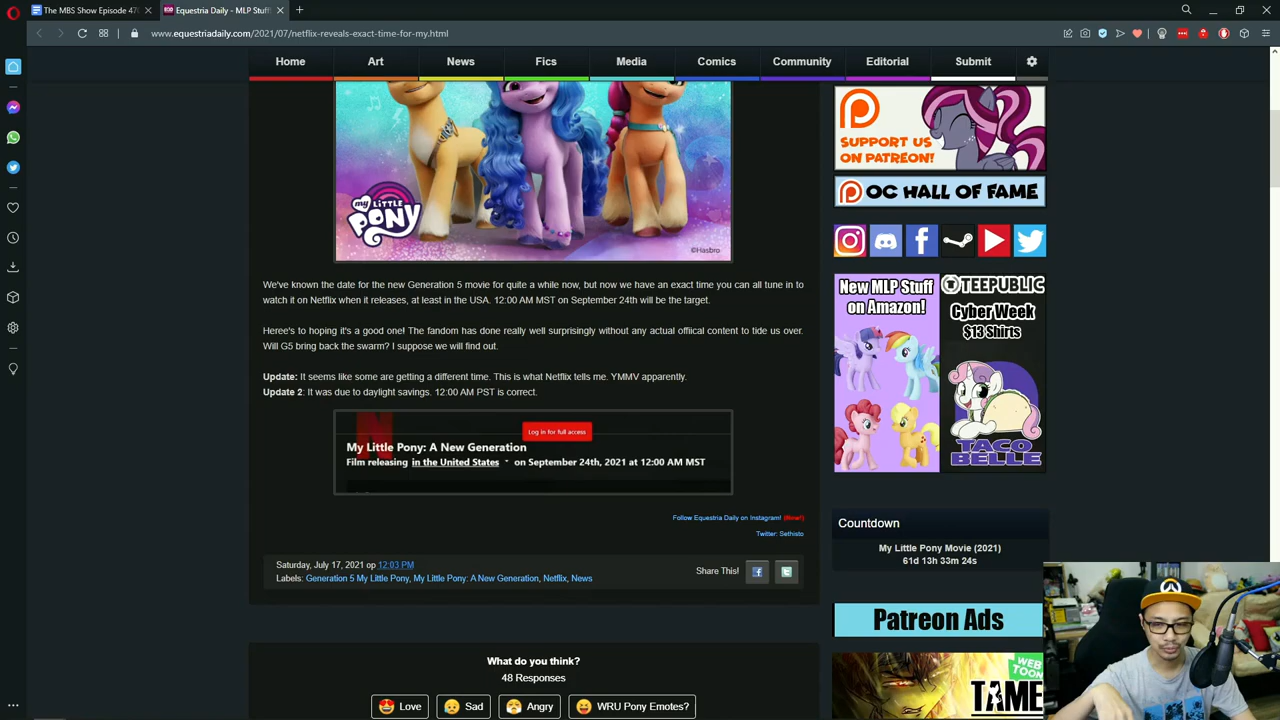 The MBS Show Episode 470
Equestria Daily - MLP Stuff
www.equestriadaily.com/2021/07/netflix-reveals-exact-time-for-my.html
Home Art News Fics Media Comics Community Editorial Submit
my LITTLE PONY
©Hasbro
We've known the date for the new Generation 5 movie for quite a while now, but now we have an exact time you can all tune in to
watch it on Netflix when it releases, at least in the USA. 12:00 AM MST on September 24th will be the target.
Heree's to hoping it's a good one! The fandom has done really well surprisingly without any actual offiical content to tide us over.
Will G5 bring back the swarm? I suppose we will find out.
Update: It seems like some are getting a different time. This is what Netflix tells me. YMMV apparently.
Update 2: It was due to daylight savings. 12:00 AM PST is correct.
Log in for full access
My Little Pony: A New Generation
Film releasing in the United States on September 24th, 2021 at 12:00 AM MST
Follow Equestria Daily on Instagram! (New!)
Twitter: Sethisto
Saturday, July 17, 2021 op 12:03 PM
Labels: Generation 5 My Little Pony, My Little Pony: A New Generation, Netflix, News
Share This!
What do you think?
48 Responses
Love Sad Angry WRU Pony Emotes?
SUPPORT US
ON PATREON!
OC HALL OF FAME
New MLP Stuff
on Amazon!
TEEPUBLIC
Cyber Week
$13 Shirts
TACO
BELLE
Countdown
My Little Pony Movie (2021)
61d 13h 33m 24s
Patreon Ads
WEB
TOON
TAME